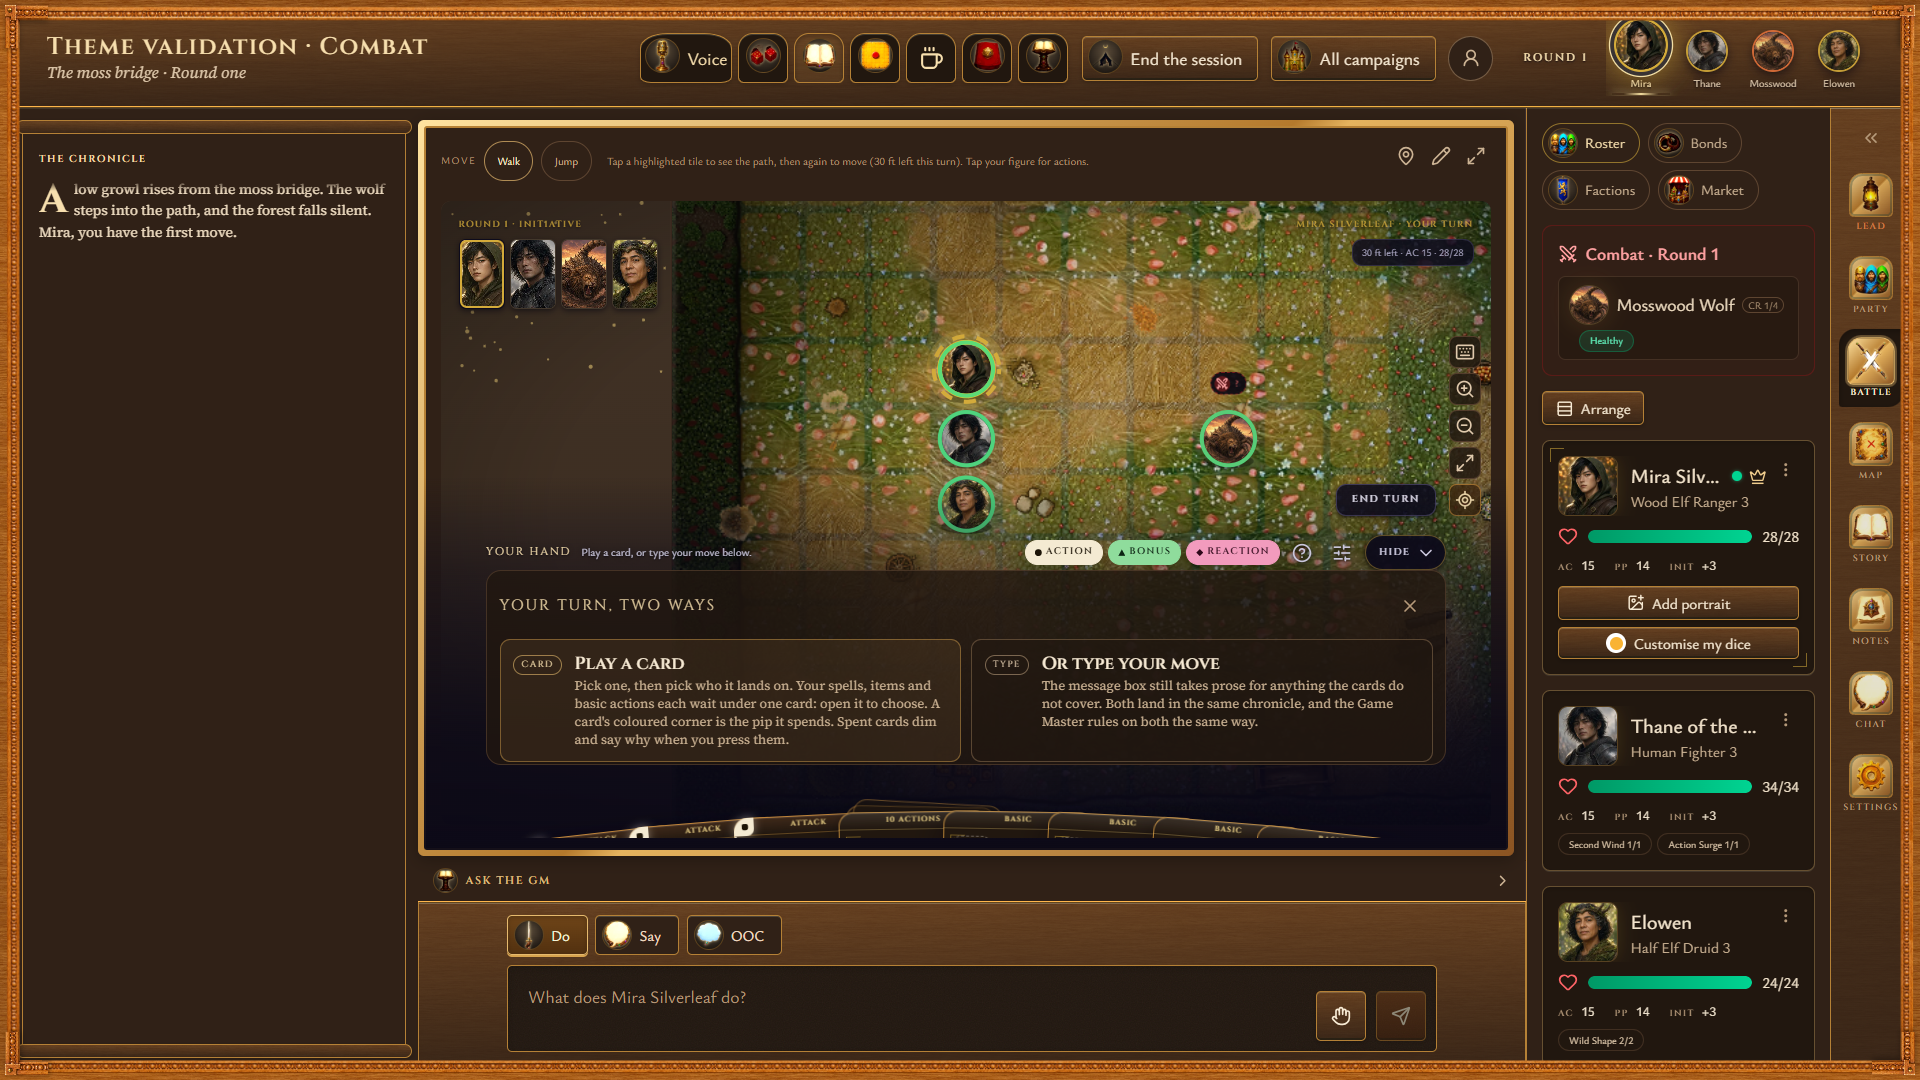 Theme validation · Combat
The moss bridge · Round one
Voice
End the session
All campaigns
ROUND 1
Mira
Thane
Mosswood
Elowen
THE CHRONICLE
A low growl rises from the moss bridge. The wolf
steps into the path, and the forest falls silent.
Mira, you have the first move.
MOVE
Walk
Jump
Tap a highlighted tile to see the path, then again to move (30 ft left this turn). Tap your figure for actions.
ROUND 1 · INITIATIVE
MIRA SILVERLEAF · YOUR TURN
30 ft left · AC 15 · 28/28
END TURN
YOUR HAND
Play a card, or type your move below.
ACTION
BONUS
REACTION
HIDE
YOUR TURN, TWO WAYS
CARD
PLAY A CARD
Pick one, then pick who it lands on. Your spells, items and
basic actions each wait under one card: open it to choose. A
card's coloured corner is the pip it spends. Spent cards dim
and say why when you press them.
TYPE
OR TYPE YOUR MOVE
The message box still takes prose for anything the cards do
not cover. Both land in the same chronicle, and the Game
Master rules on both the same way.
ATTACK
ATTACK
10 ACTIONS
BASIC
BASIC
BASIC
ASK THE GM
Do
Say
OOC
What does Mira Silverleaf do?
Roster
Bonds
Factions
Market
Combat · Round 1
Mosswood Wolf
CR 1/4
Healthy
Arrange
Mira Silv...
Wood Elf Ranger 3
28/28
AC 15 PP 14 INIT +3
Add portrait
Customise my dice
Thane of the ...
Human Fighter 3
34/34
AC 15 PP 14 INIT +3
Second Wind 1/1
Action Surge 1/1
Elowen
Half Elf Druid 3
24/24
AC 15 PP 14 INIT +3
Wild Shape 2/2
LEAD
PARTY
BATTLE
MAP
STORY
NOTES
CHAT
SETTINGS